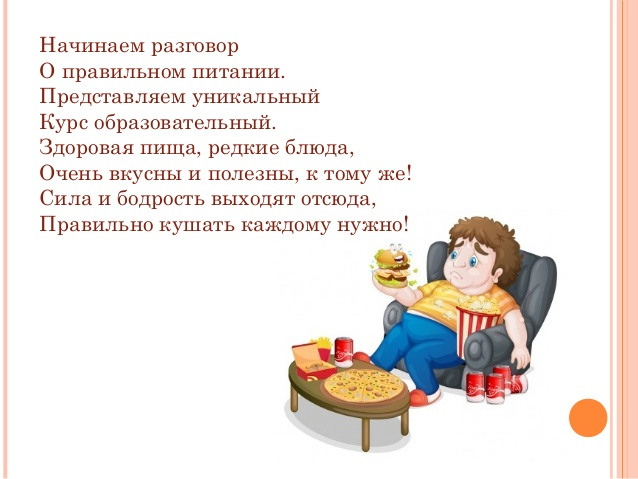 Начинаем разговор
О правильном питании.
Представляем уникальный
Курс образовательный.
Здоровая пища, редкие блюда,
Очень вкусны и полезны, к тому же!
Сила и бодрость выходят отсюда,
Правильно кушать каждому нужно!